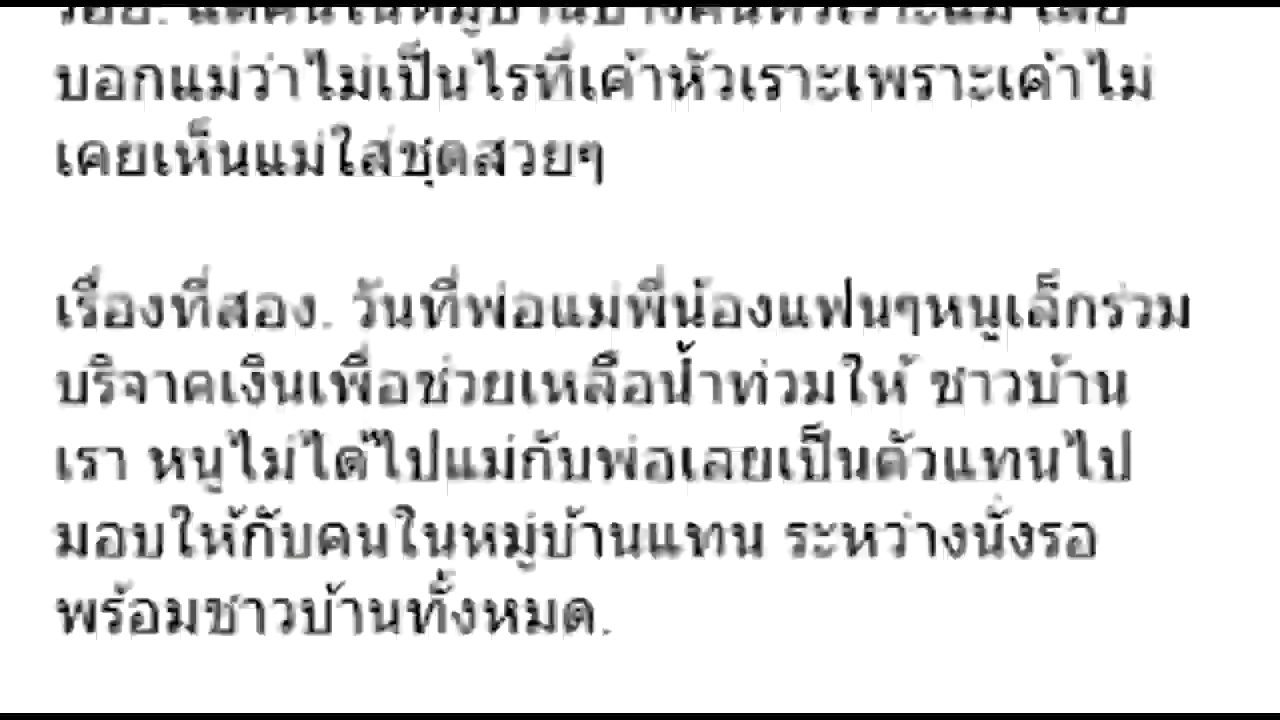 บอกแม่ว่าไม่เป็นไรที่เค้าหัวเราะเพราะเค้าไม่
เคยเห็นแม่ใส่ชุดสวยๆ
เรื่องที่สอง. วันที่พ่อแม่พี่น้องแฟนๆหนูเล็กร่วม
บริจาคเงินเพื่อช่วยเหลือน้ำท่วมให้ ชาวบ้าน
เรา หนูไม่ได้ไปแม่กับพ่อเลยเป็นตัวแทนไป
มอบให้กับคนในหมู่บ้านแทน ระหว่างนั่งรอ
พร้อมชาวบ้านทั้งหมด.